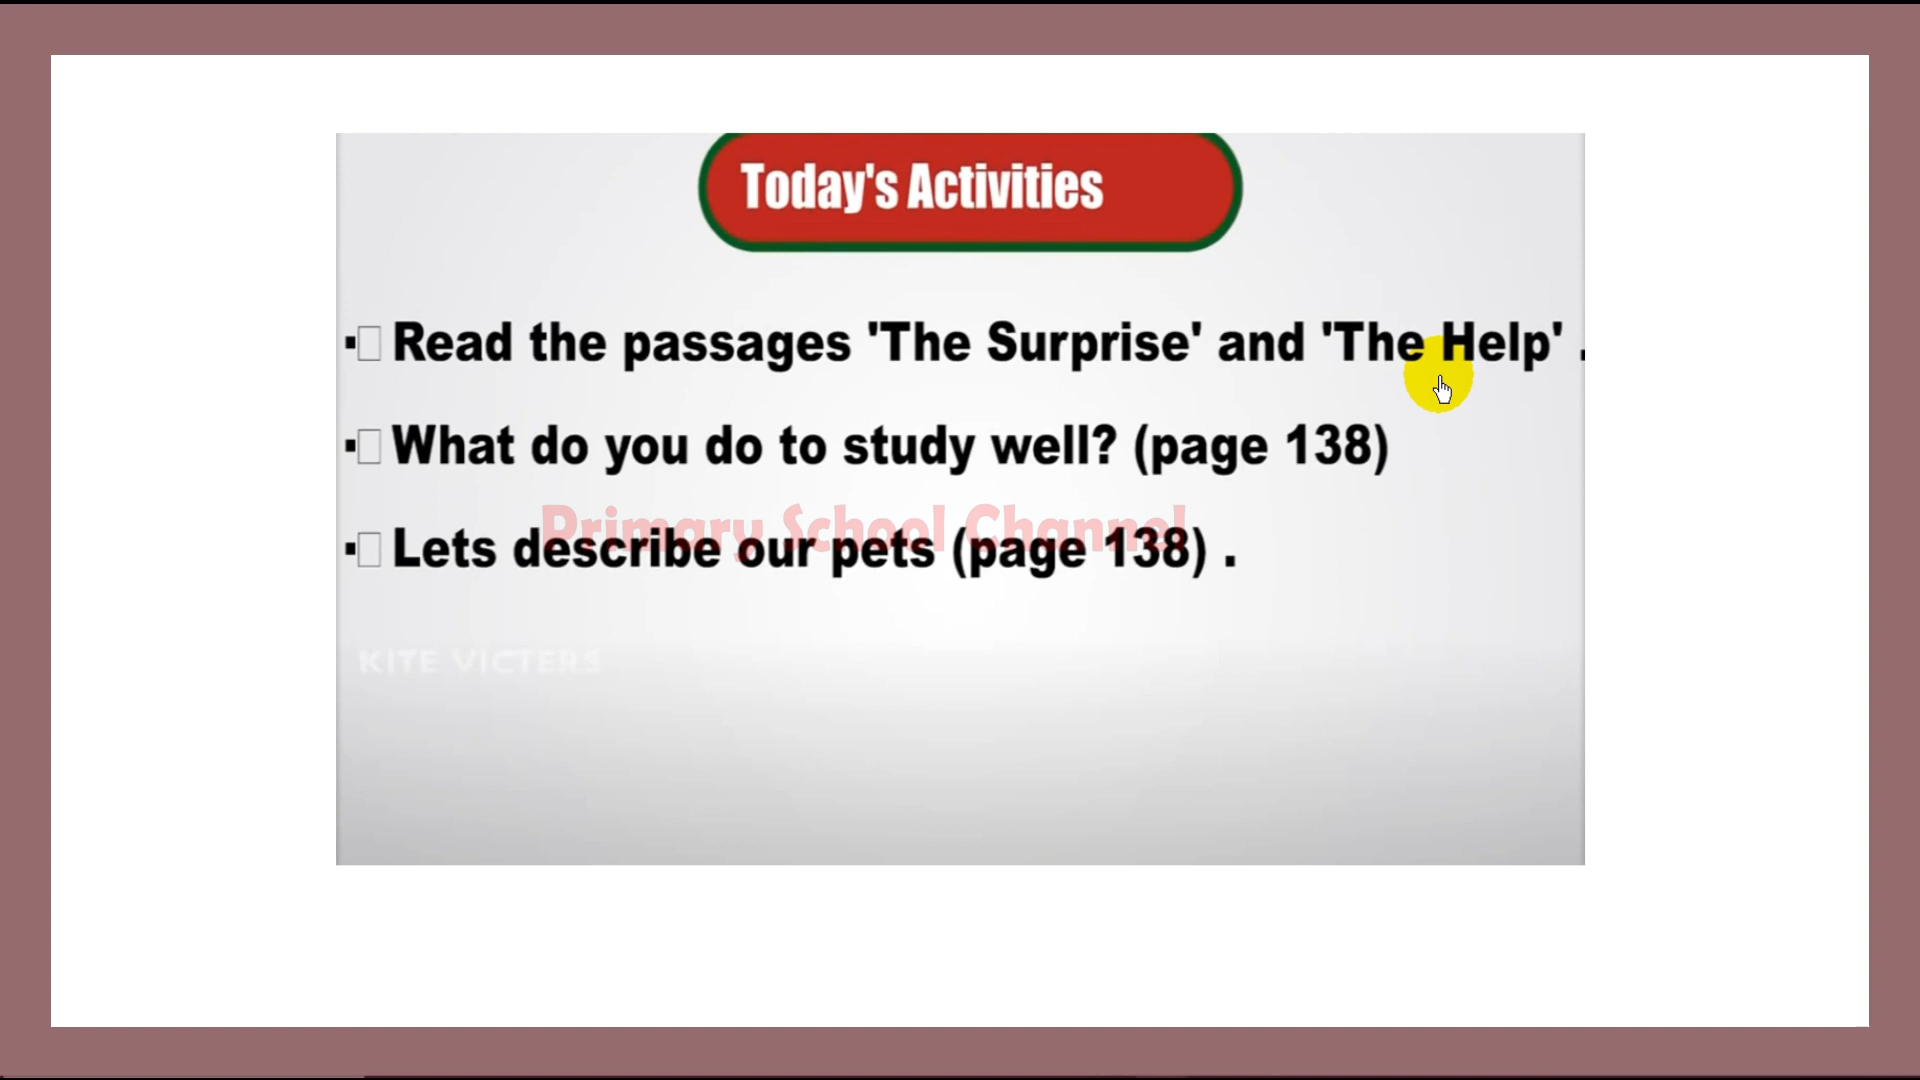 Today's Activities
Read the passages 'The Surprise' and 'The Help' .
What do you do to study well? (page 138)
Primary School Channel
Lets describe our pets (page 138) .
KITE VICTERS